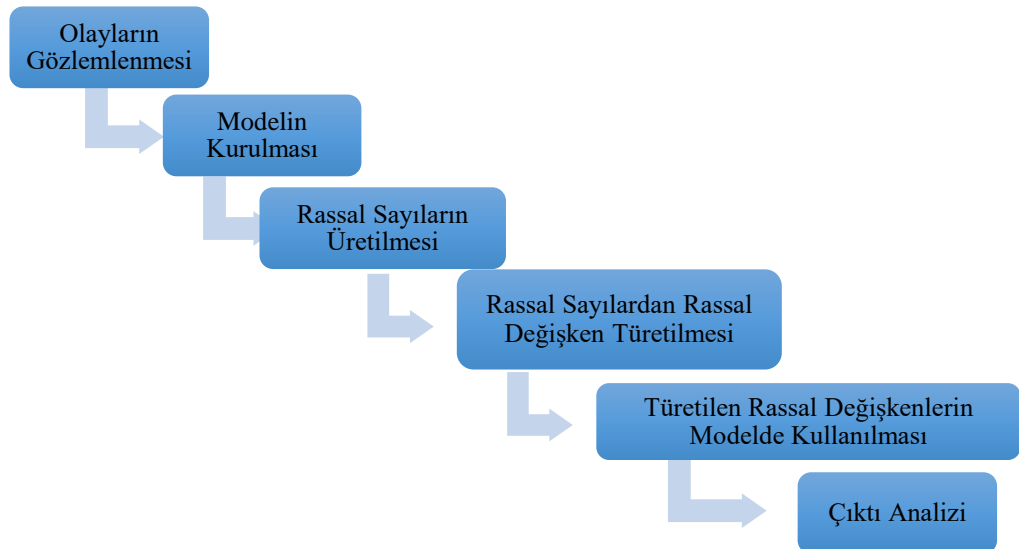 Olayların
Gözlemlenmesi
Modelin
Kurulması
Rassal Sayıların
Üretilmesi
Rassal Sayılardan Rassal
Değişken Türetilmesi
Türetilen Rassal Değişkenlerin
Modelde Kullanılması
Çıktı Analizi